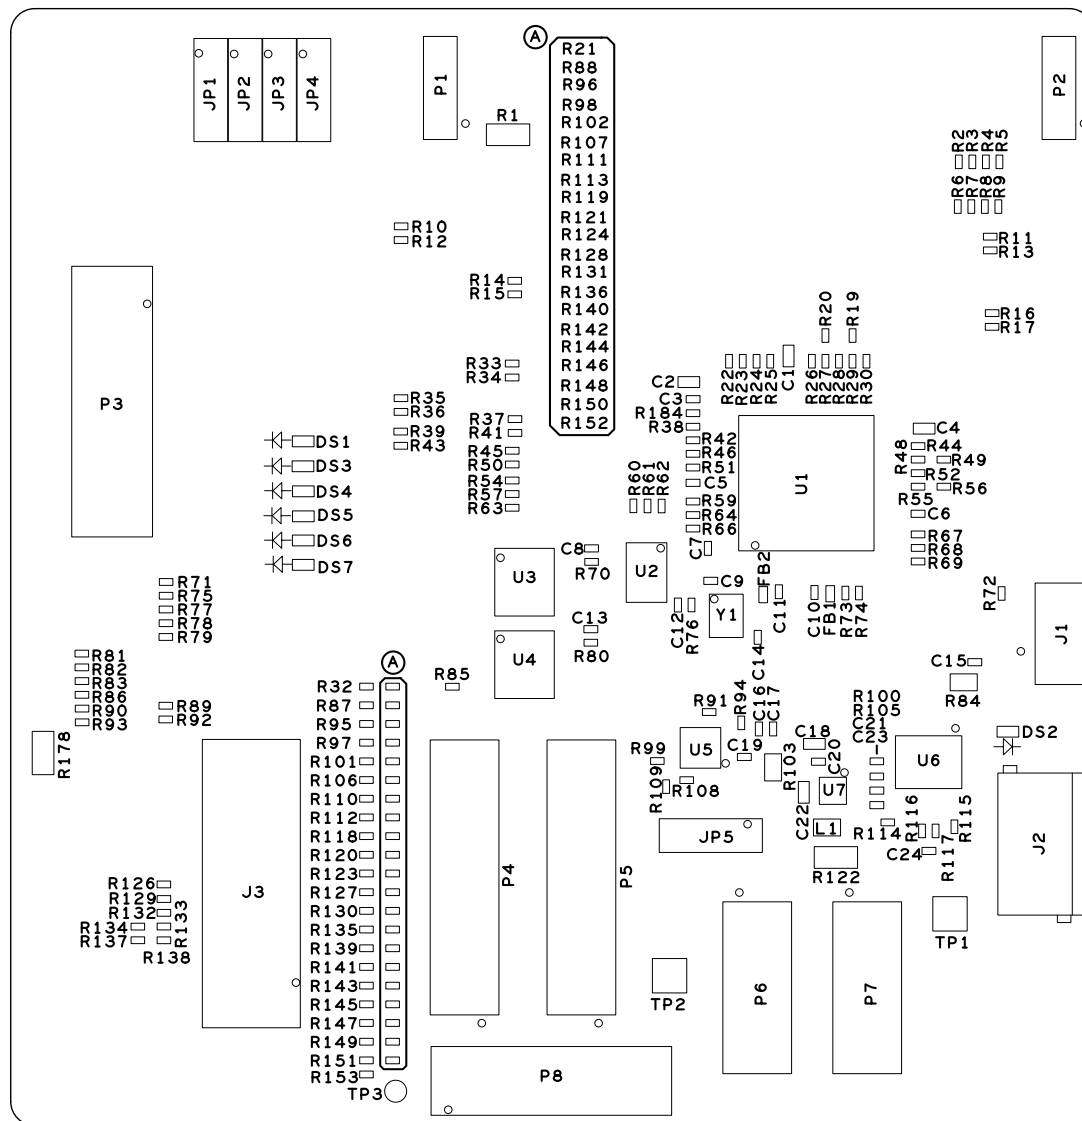 A
JP1
JP2
JP3
JP4
P1
R1
P2
R21
R88
R96
R98
R102
R107
R111
R113
R119
R121
R124
R128
R131
R136
R140
R142
R144
R146
R148
R150
R152
R2
R3
R4
R5
R6
R7
R8
R9
R10
R12
R11
R13
R14
R15
R16
R17
R20
R19
R33
R34
R22
R23
R24
R25
C1
R26
R27
R28
R29
R30
P3
R35
R36
R39
R43
R37
R41
R45
R50
R54
R57
R63
C2
C3
R184
R38
R42
R46
R51
C5
R59
R64
R66
U1
C4
R44
R48
R49
R52
R56
R55
C6
R67
R68
R69
DS1
DS3
DS4
DS5
DS6
DS7
R60
R61
R62
C7
FB2
C8
R70
U3
U2
C9
Y1
C11
C10
FB1
R73
R74
R72
J1
R71
R75
R77
R78
R79
C12
R76
C13
R80
U4
C14
R81
R82
R83
R86
R90
R93
R89
R92
R178
A
R85
C15
R84
R32
R87
R95
R97
R101
R106
R110
R112
R118
R120
R123
R127
R130
R135
R139
R141
R143
R145
R147
R149
R151
R153
TP3
R91
R94
C16
C17
R100
R105
C21
C23
DS2
R99
U5
C19
R103
C18
C20
U6
R109
R108
U7
C22
L1
R114
R116
R115
R117
C24
JP5
R122
J2
P4
P5
J3
R126
R129
R132
R133
R134
R137
R138
TP1
TP2
P6
P7
P8